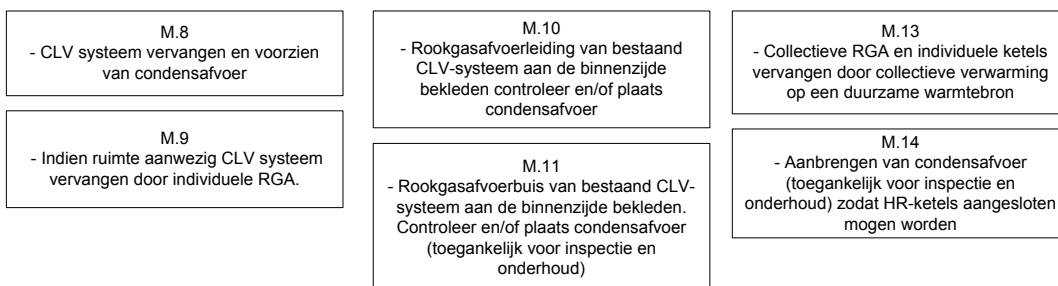 M.8
- CLV systeem vervangen en voorzien
van condensafvoer
M.9
- Indien ruimte aanwezig CLV systeem
vervangen door individuele RGA.
M.10
- Rookgasafvoerleiding van bestaand
CLV-systeem aan de binnenzijde
bekleden controleer en/of plaats
condensafvoer
M.11
- Rookgasafvoerbuis van bestaand CLV-
systeem aan de binnenzijde bekleden.
Controleer en/of plaats condensafvoer
(toegankelijk voor inspectie en
onderhoud)
M.13
- Collectieve RGA en individuele ketels
vervangen door collectieve verwarming
op een duurzame warmtebron
M.14
- Aanbrengen van condensafvoer
(toegankelijk voor inspectie en
onderhoud) zodat HR-ketels aangesloten
mogen worden